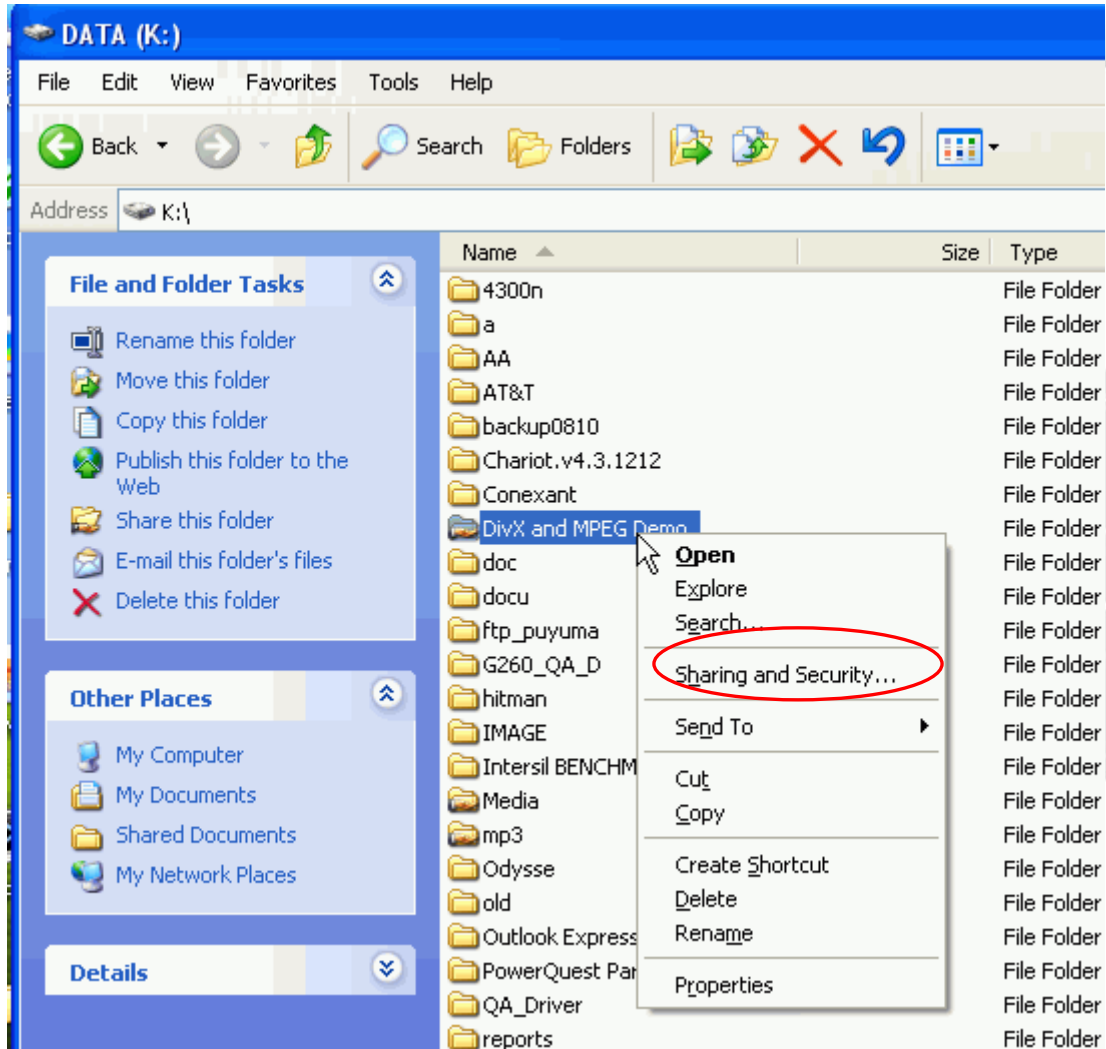 DATA (K:)
File Edit View Favorites Tools Help
Back Search Folders
Address K:\
File and Folder Tasks
Rename this folder
Move this folder
Copy this folder
Publish this folder to the
Web
Share this folder
E-mail this folder's files
Delete this folder
Other Places
My Computer
My Documents
Shared Documents
My Network Places
Details
Name Size Type
4300n File Folder
a File Folder
AA File Folder
AT&T File Folder
backup0810 File Folder
Chariot.v4.3.1212 File Folder
Conexant File Folder
DivX and MPEG Demo File Folder
doc File Folder
docu File Folder
ftp_puyuma File Folder
G260_QA_D File Folder
hitman File Folder
IMAGE File Folder
Intersil BENCHM File Folder
Media File Folder
mp3 File Folder
Odysse File Folder
old File Folder
Outlook Express File Folder
PowerQuest Par File Folder
QA_Driver File Folder
reports File Folder
Open
Explore
Search...
Sharing and Security...
Send To
Cut
Copy
Create Shortcut
Delete
Rename
Properties